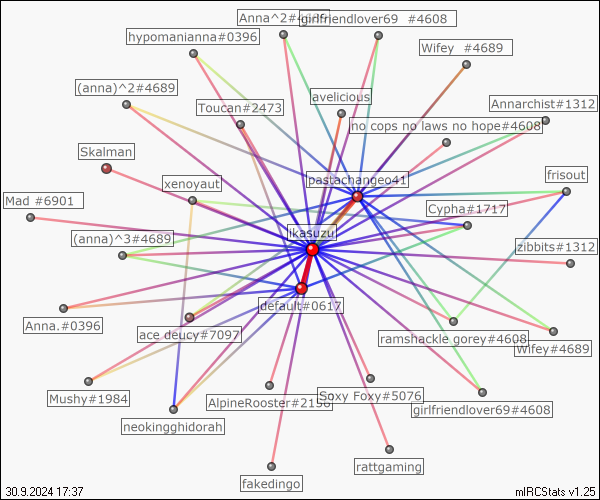 Anna^2#
girlfriendlover69 #4608
hypomanianna#0396
Wifey #4689
(anna)^2#4689
avelicious
Toucan#2473
Annarchist#1312
no cops no laws no hope#4608
Skalman
pastachangeo41
frisout
xenoyaut
Mad #6901
Cypha#1717
ikasuzu
(anna)^3#4689
zibbits#1312
default#0617
Anna.#0396
ace deucy#7097
ramshackle gorey#4608
Wifey#4689
Mushy#1984
AlpineRooster#2150
Soxy Foxy#5076
girlfriendlover69#4608
neokingghidorah
rattgaming
fakedingo
30.9.2024 17:37
mIRCStats v1.25